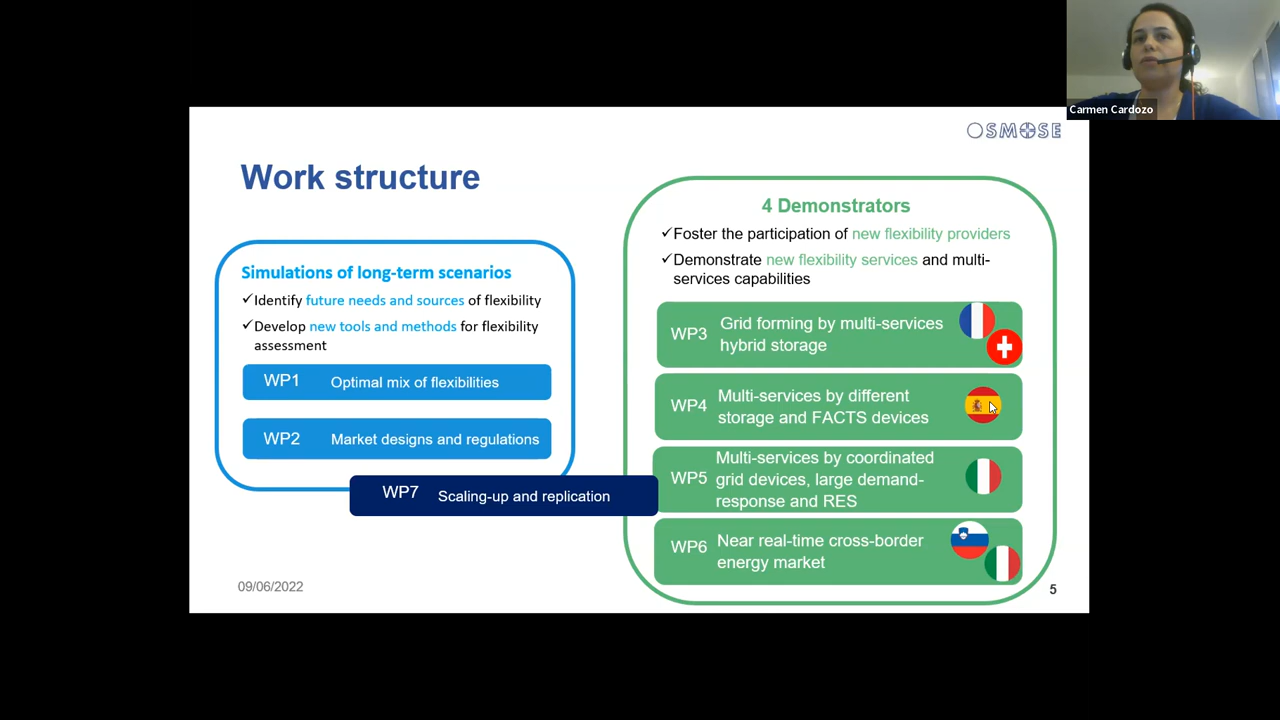 Carmen Cardozo
OSMOSE
Work structure
Simulations of long-term scenarios
✓Identify future needs and sources of flexibility
✓Develop new tools and methods for flexibility
assessment
WP1 Optimal mix of flexibilities
WP2 Market designs and regulations
WP7 Scaling-up and replication
4 Demonstrators
✓Foster the participation of new flexibility providers
✓Demonstrate new flexibility services and multi-
services capabilities
WP3 Grid forming by multi-services
hybrid storage
WP4 Multi-services by different
storage and FACTS devices
WP5 Multi-services by coordinated
grid devices, large demand-
response and RES
WP6 Near real-time cross-border
energy market
09/06/2022
5